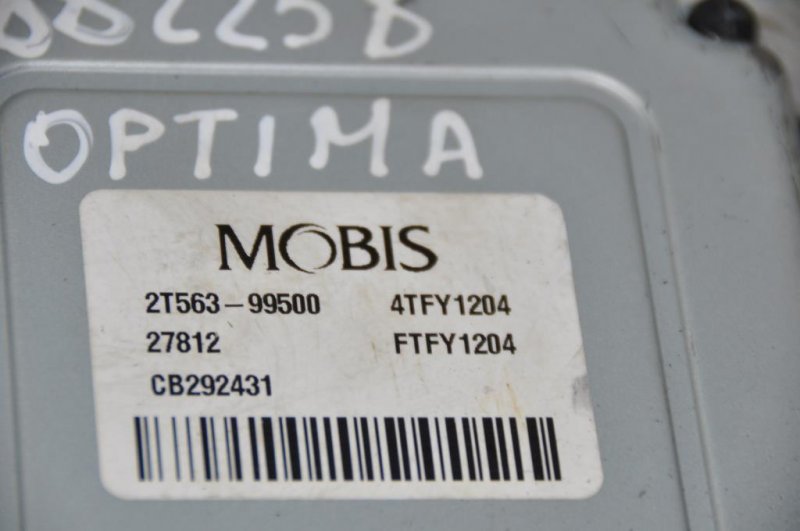 OPTIMA
MOBIS
2T563-99500 4TFY1204
27812 FTFY1204
CB292431